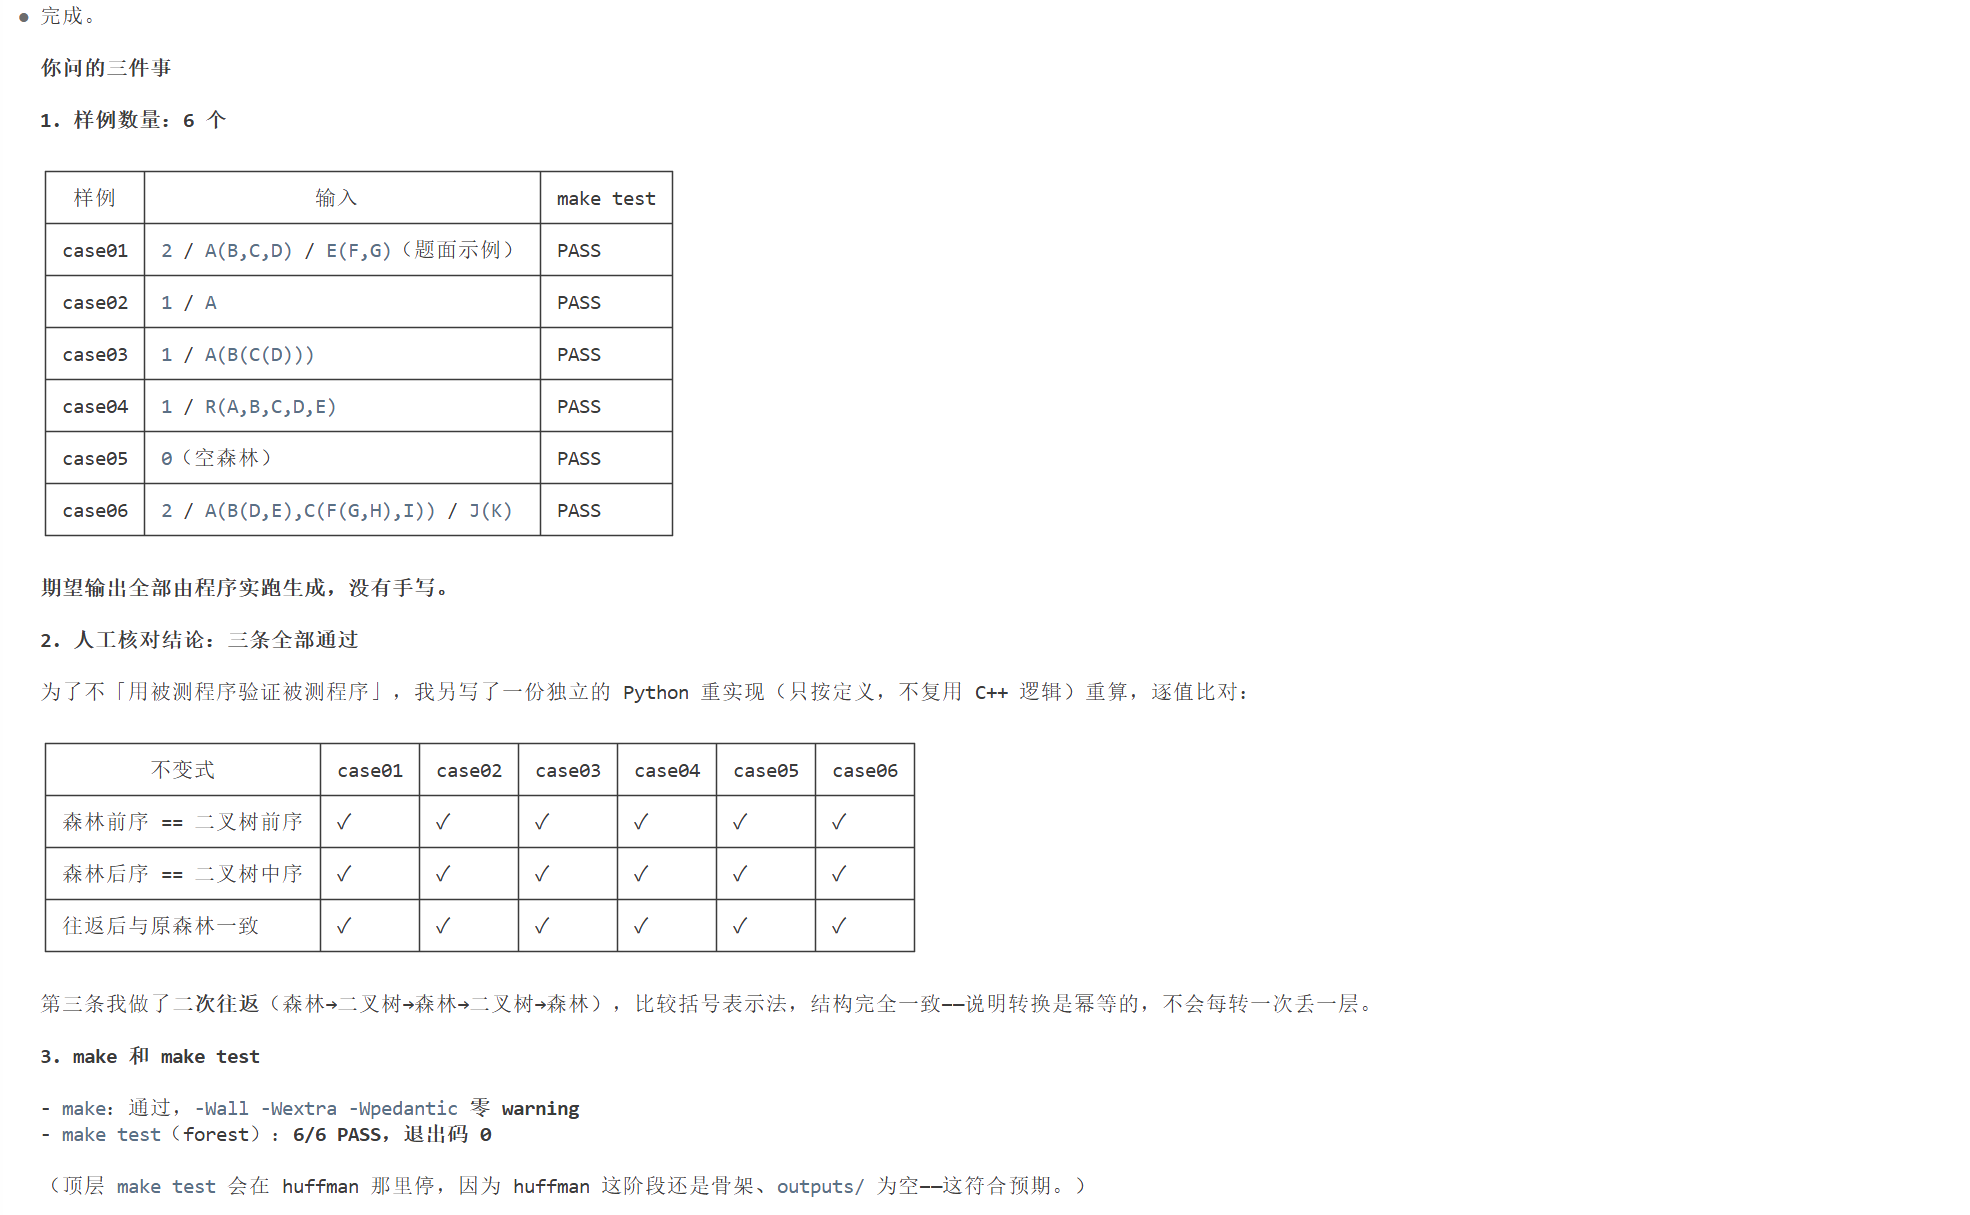 ● 完成。
你问的三件事
1. 样例数量：6 个
样例 输入 make test
case01 2 / A(B,C,D) / E(F,G)（题面示例） PASS
case02 1 / A PASS
case03 1 / A(B(C(D))) PASS
case04 1 / R(A,B,C,D,E) PASS
case05 0（空森林） PASS
case06 2 / A(B(D,E),C(F(G,H),I)) / J(K) PASS
期望输出全部由程序实跑生成，没有手写。
2. 人工核对结论：三条全部通过
为了不「用被测程序验证被测程序」，我另写了一份独立的 Python 重实现（只按定义，不复用 C++ 逻辑）重算，逐值比对：
不变式 case01 case02 case03 case04 case05 case06
森林前序 == 二叉树前序 ✓ ✓ ✓ ✓ ✓ ✓
森林后序 == 二叉树中序 ✓ ✓ ✓ ✓ ✓ ✓
往返后与原森林一致 ✓ ✓ ✓ ✓ ✓ ✓
第三条我做了二次往返（森林→二叉树→森林→二叉树→森林），比较括号表示法，结构完全一致——说明转换是幂等的，不会每转一次丢一层。
3. make 和 make test
- make：通过，-Wall -Wextra -Wpedantic 零 warning
- make test（forest）：6/6 PASS，退出码 0
（顶层 make test 会在 huffman 那里停，因为 huffman 这阶段还是骨架、outputs/ 为空——这符合预期。）